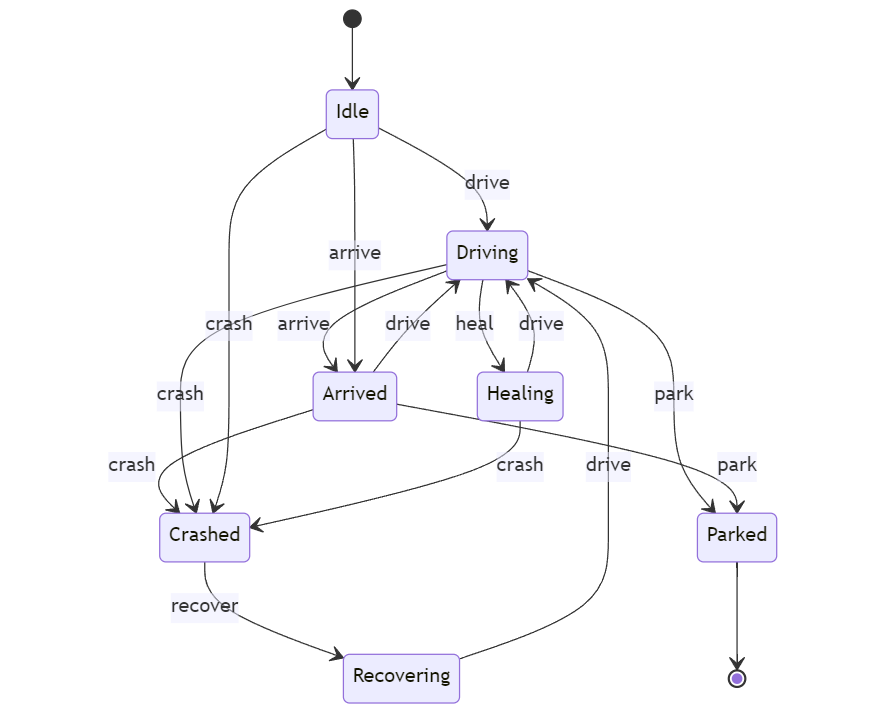 Idle
drive
arrive
Driving
crash
arrive
drive
heal
drive
crash
Arrived
Healing
park
crash
crash
drive
park
Crashed
Parked
recover
Recovering